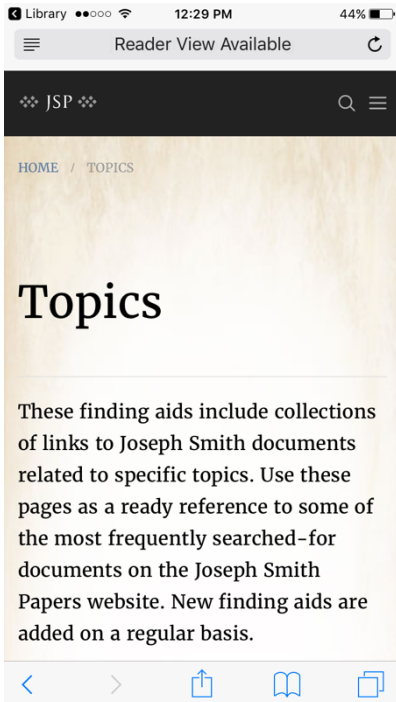 Library 12:29 PM 44%
Reader View Available
JSP
HOME / TOPICS
Topics
These finding aids include collections
of links to Joseph Smith documents
related to specific topics. Use these
pages as a ready reference to some of
the most frequently searched-for
documents on the Joseph Smith
Papers website. New finding aids are
added on a regular basis.